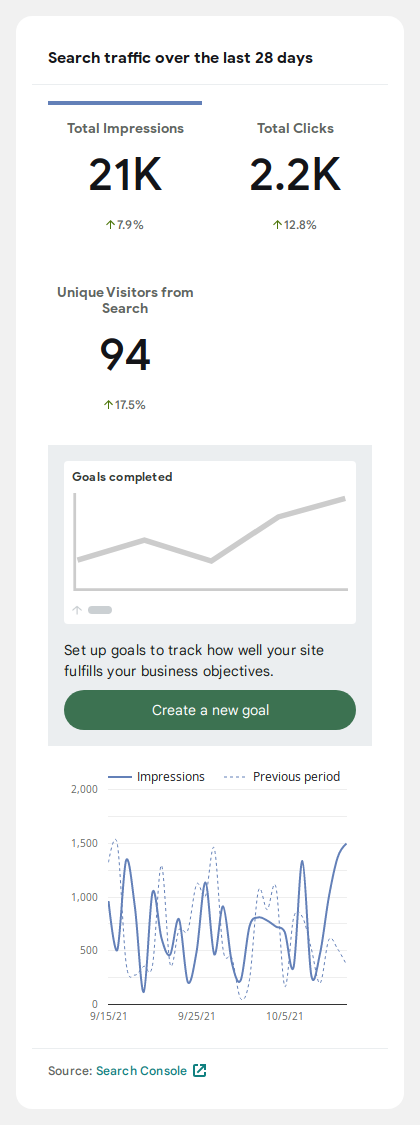 Search traffic over the last 28 days
Total Impressions
21K
↑7.9%
Total Clicks
2.2K
↑12.8%
Unique Visitors from
Search
94
↑17.5%
Goals completed
↑
Set up goals to track how well your site
fulfills your business objectives.
Create a new goal
Impressions
Previous period
2,000
1,500
1,000
500
0
9/15/21
9/25/21
10/5/21
Source: Search Console